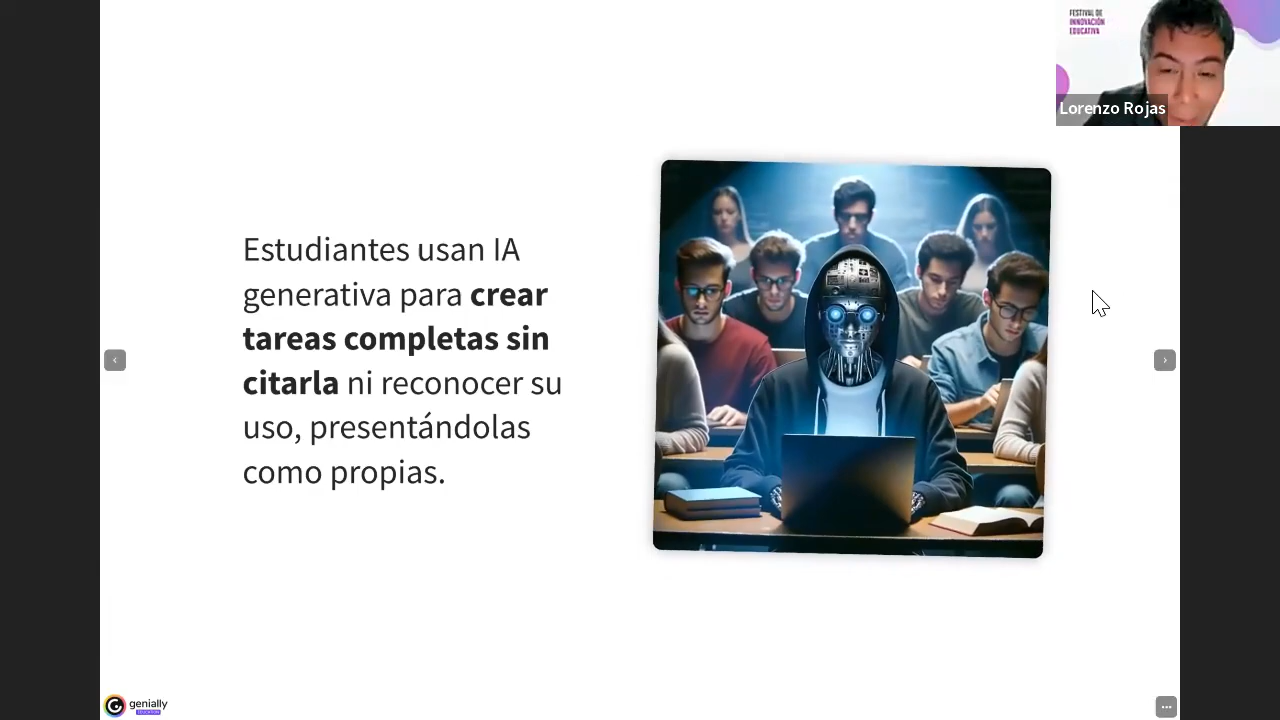 FESTIVAL DE
INNOVACIÓN
EDUCATIVA
Lorenzo Rojas
Estudiantes usan IA
generativa para crear
tareas completas sin
citarla ni reconocer su
uso, presentándolas
como propias.
genially
EDUCATION